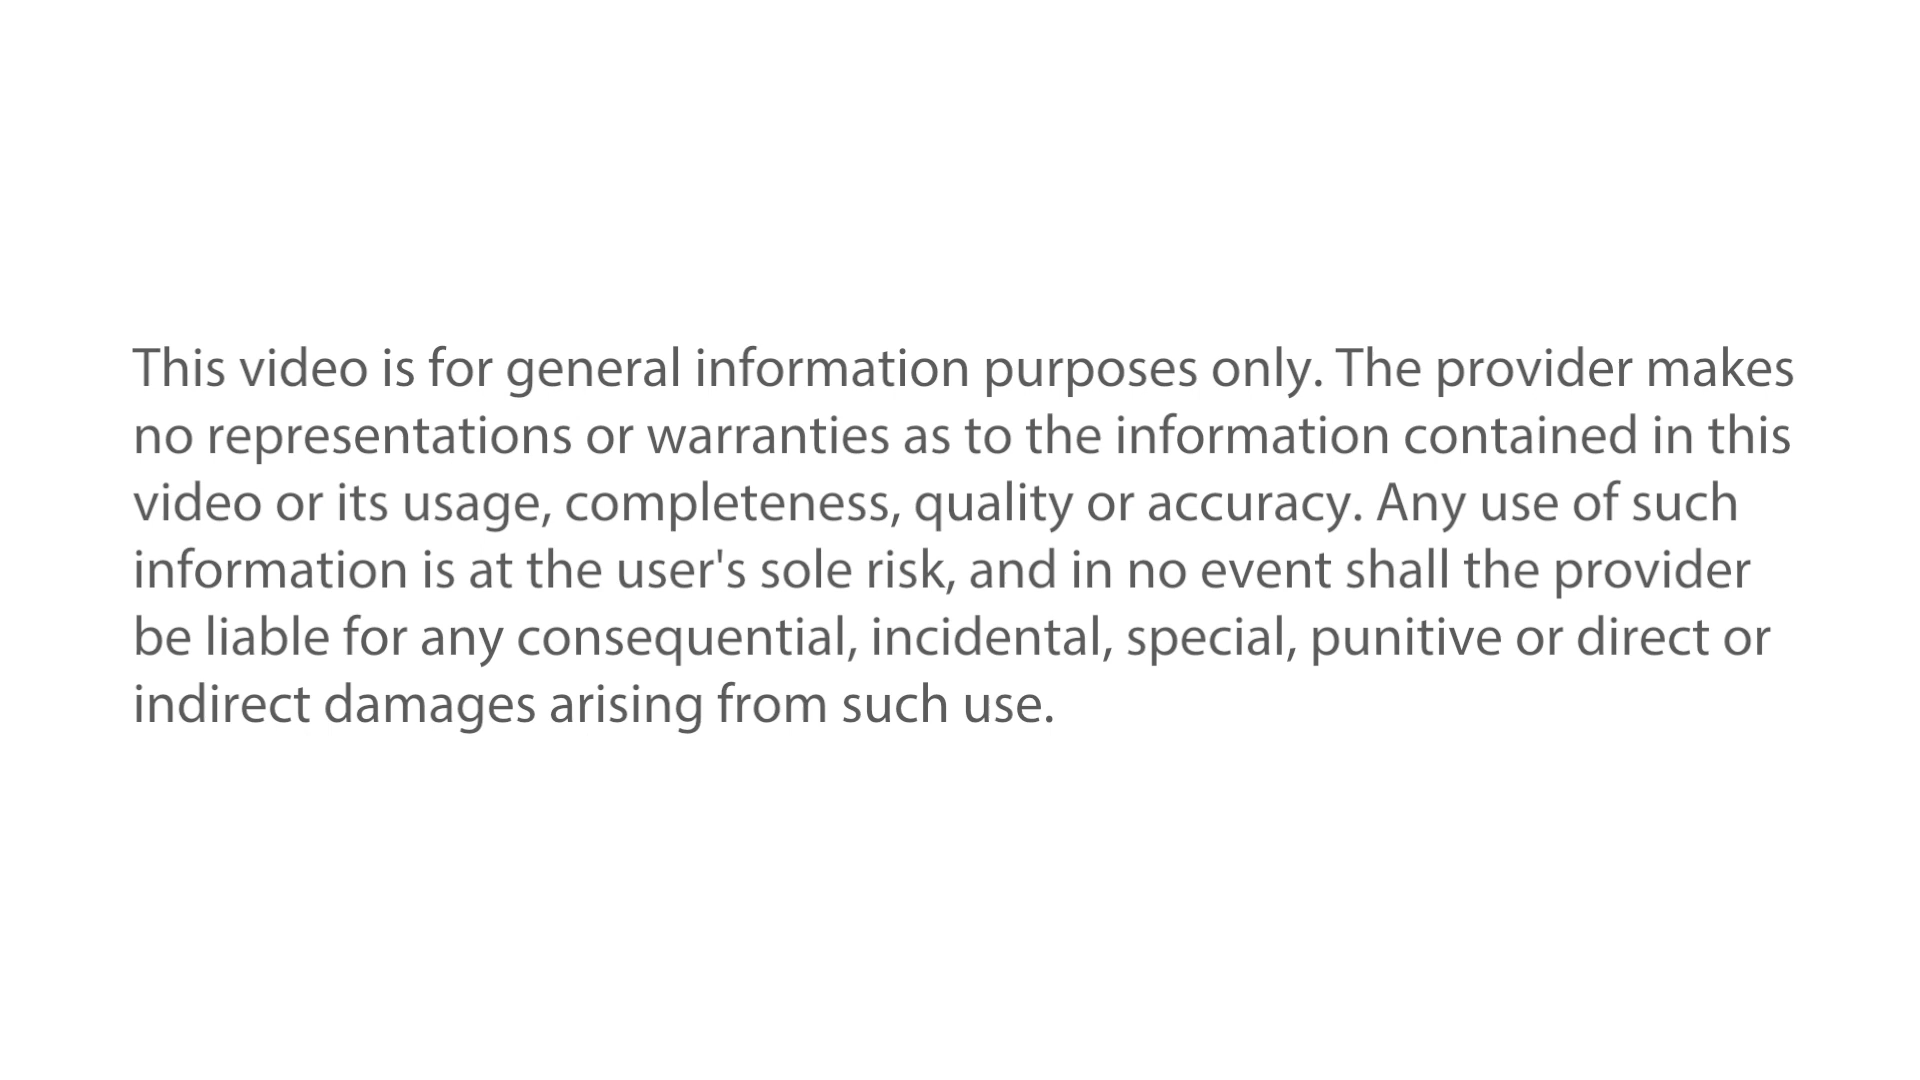 This video is for general information purposes only. The provider makes
no representations or warranties as to the information contained in this
video or its usage, completeness, quality or accuracy. Any use of such
information is at the user's sole risk, and in no event shall the provider
be liable for any consequential, incidental, special, punitive or direct or
indirect damages arising from such use.